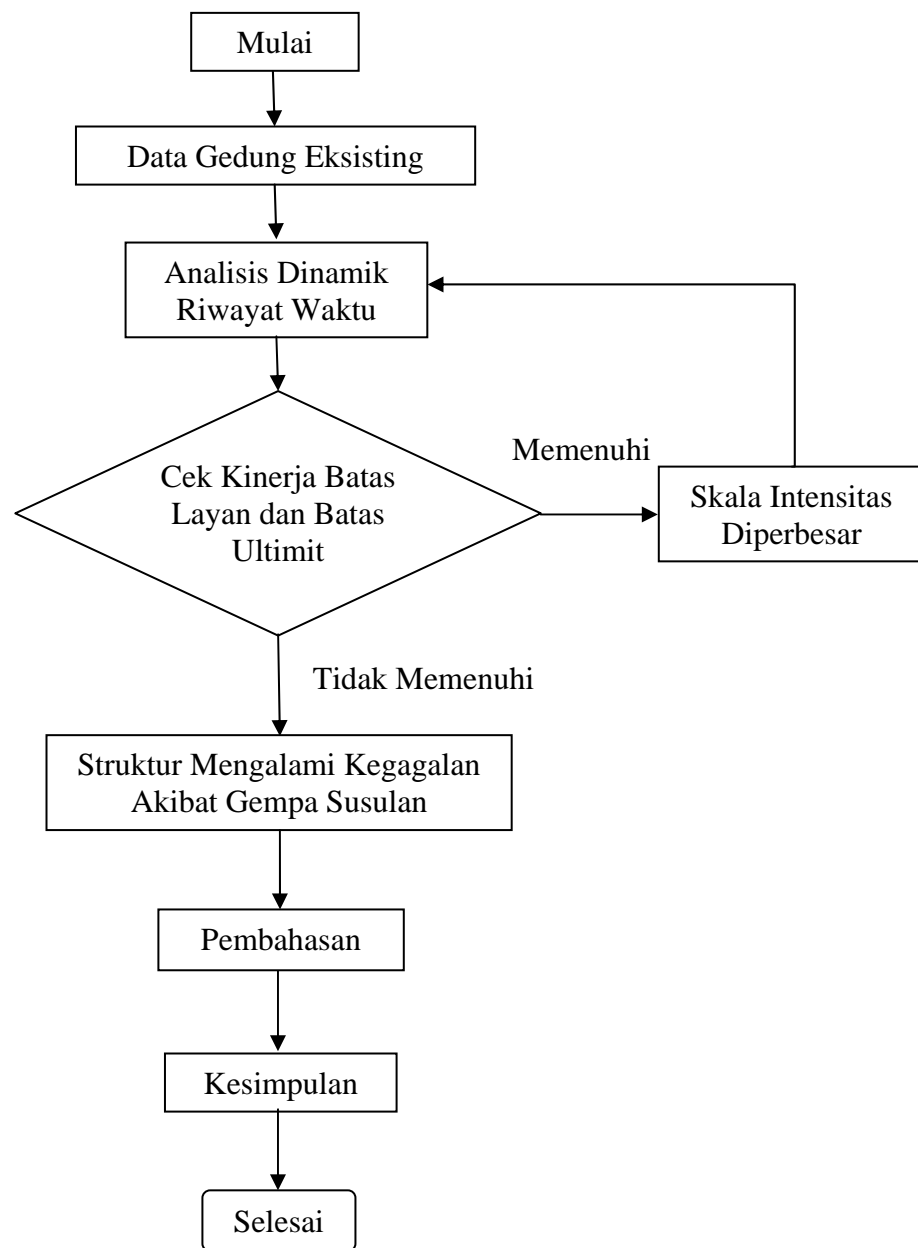 Mulai
Data Gedung Eksisting
Analisis Dinamik
Riwayat Waktu
Cek Kinerja Batas
Layan dan Batas
Ultimit
Memenuhi
Skala Intensitas
Diperbesar
Tidak Memenuhi
Struktur Mengalami Kegagalan
Akibat Gempa Susulan
Pembahasan
Kesimpulan
Selesai